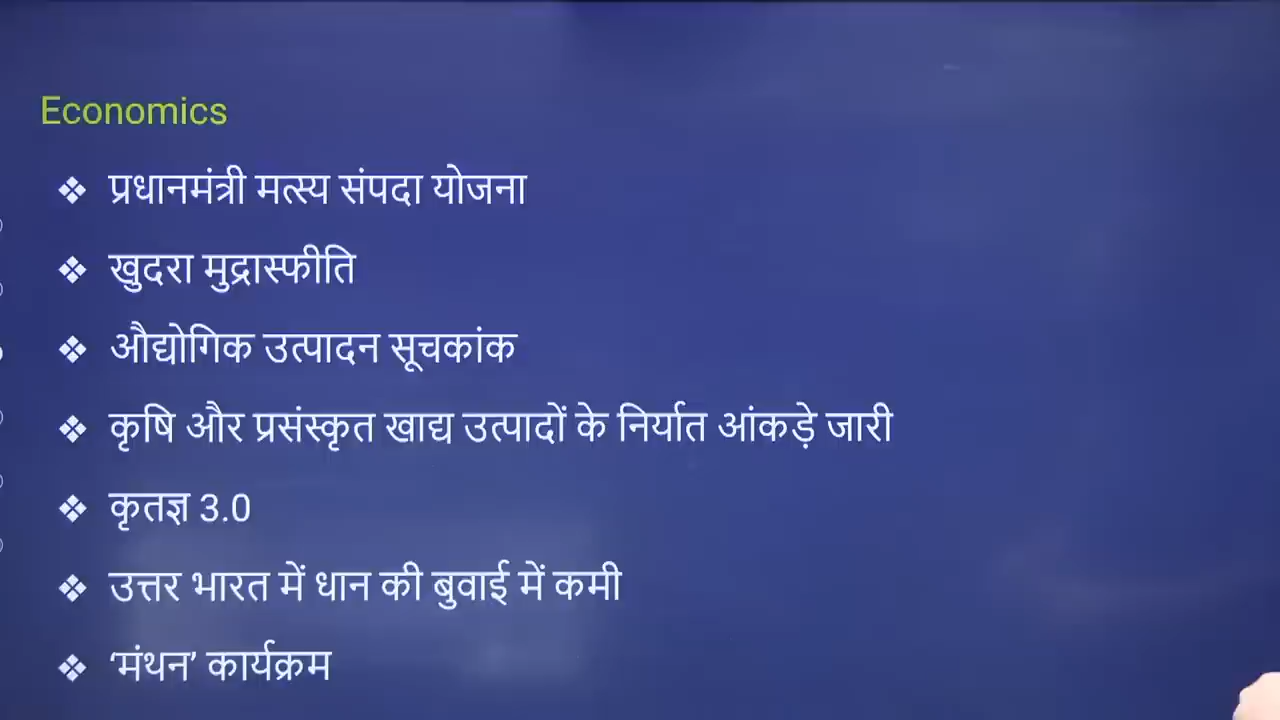 Economics
❖ प्रधानमंत्री मत्स्य संपदा योजना
❖ खुदरा मुद्रास्फीति
❖ औद्योगिक उत्पादन सूचकांक
❖ कृषि और प्रसंस्कृत खाद्य उत्पादों के निर्यात आंकड़े जारी
❖ कृतज्ञ 3.0
❖ उत्तर भारत में धान की बुवाई में कमी
❖ ‘मंथन’ कार्यक्रम